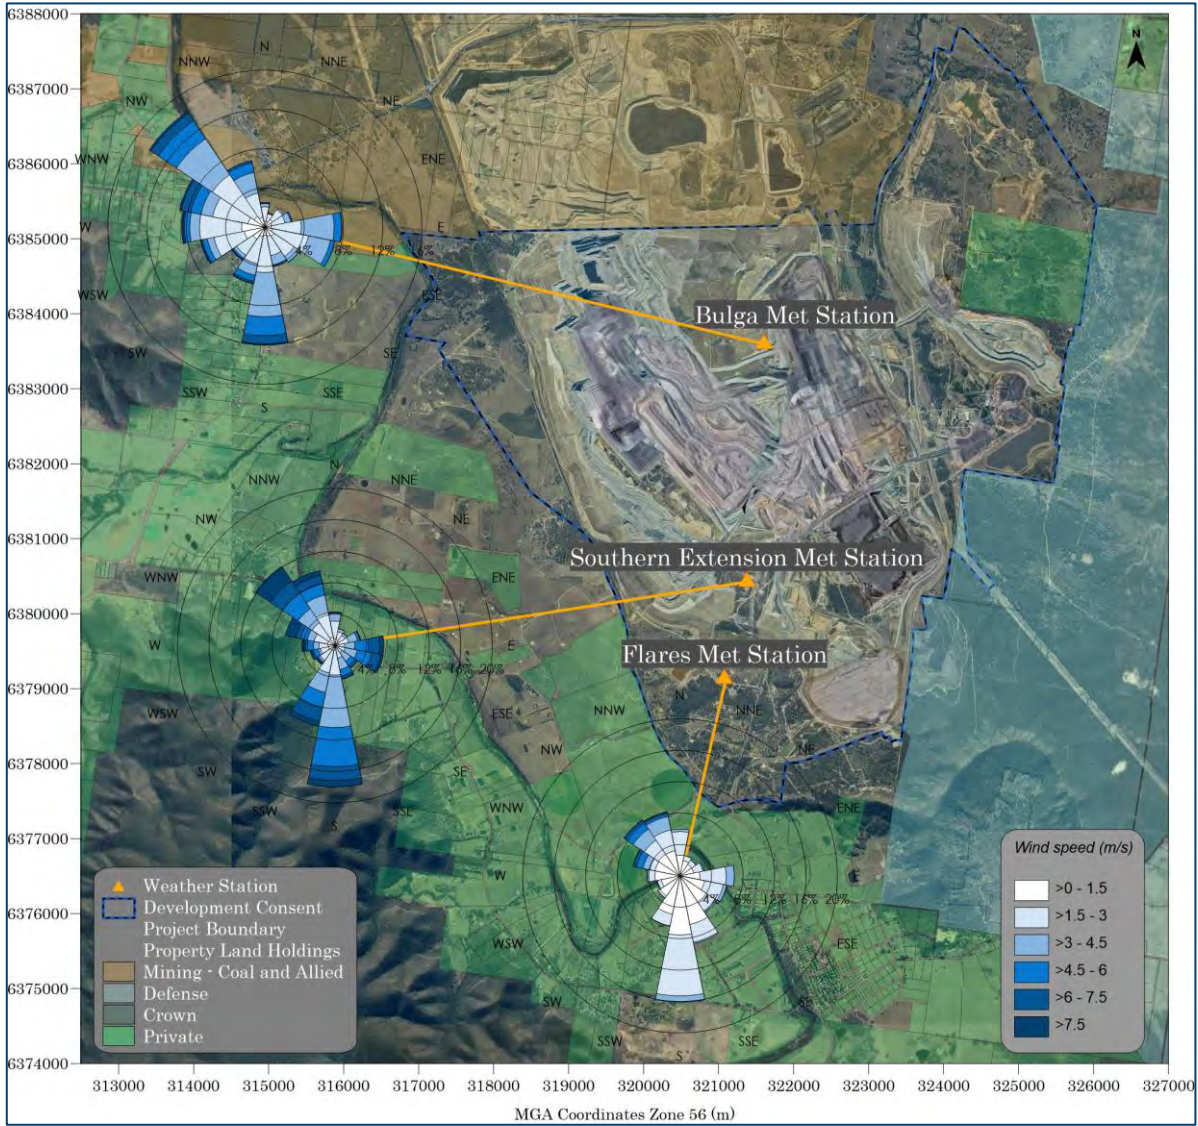 6388000
N
N
NNW
NNE
6387000
NW
NE
6386000
WNW
ENE
W
E
6385000
4% 8% 12% 16%
WSW
ESE
6384000
Bulga Met Station
SW
SE
6383000
SSW
SSE
S
6382000
N
NNW
NNE
NW
NE
6381000
Southern Extension Met Station
WNW
ENE
6380000
W
E
4% 8% 12% 16% 20%
Flares Met Station
6379000
N
WSW
ESE
NNW
NNE
NW
NE
6378000
SW
SE
SSW
SSE
S
WNW
ENE
6377000
W
E
4% 8% 12% 16% 20%
6376000
WSW
ESE
6375000
SW
SE
SSW
SSE
S
6374000
Weather Station
Development Consent
Project Boundary
Property Land Holdings
Mining - Coal and Allied
Defense
Crown
Private
Wind speed (m/s)
>0 - 1.5
>1.5 - 3
>3 - 4.5
>4.5 - 6
>6 - 7.5
>7.5
313000 314000 315000 316000 317000 318000 319000 320000 321000 322000 323000 324000 325000 326000 327000
MGA Coordinates Zone 56 (m)